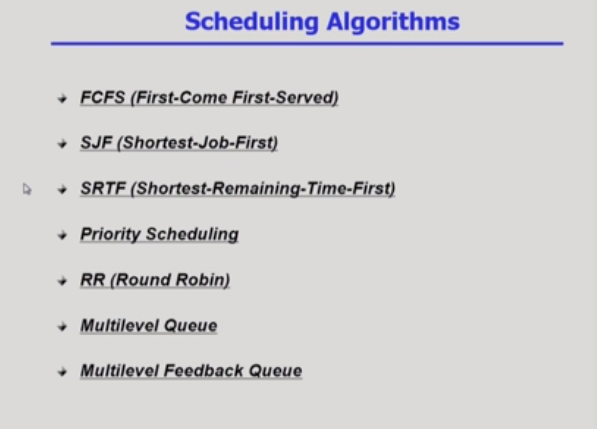 Scheduling Algorithms
FCFS (First-Come First-Served)
SJF (Shortest-Job-First)
SRTF (Shortest-Remaining-Time-First)
Priority Scheduling
RR (Round Robin)
Multilevel Queue
Multilevel Feedback Queue